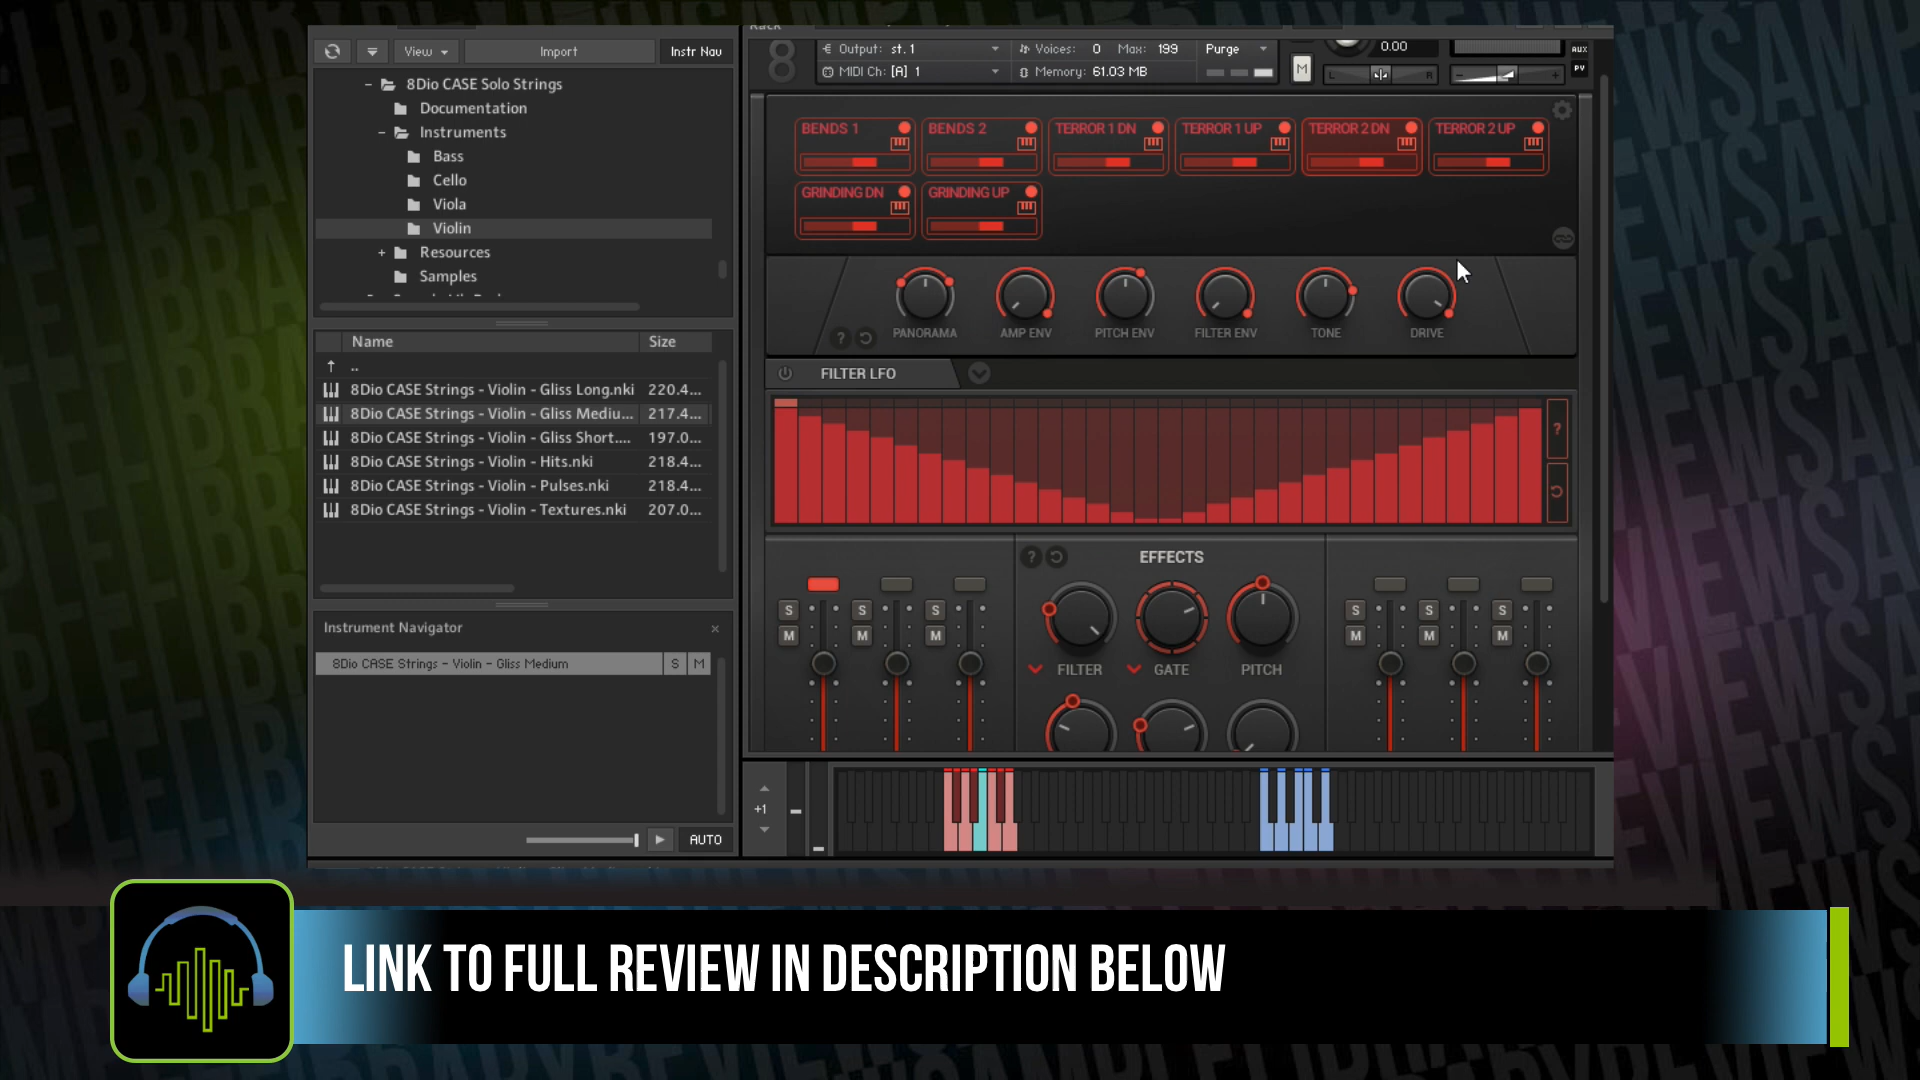 View
Import
Instr Nav
8Dio CASE Solo Strings
Documentation
Instruments
Bass
Cello
Viola
Violin
Resources
Samples
Name
Size
..
8Dio CASE Strings - Violin - Gliss Long.nki 220.4...
8Dio CASE Strings - Violin - Gliss Mediu... 217.4...
8Dio CASE Strings - Violin - Gliss Short.... 197.0...
8Dio CASE Strings - Violin - Hits.nki 218.4...
8Dio CASE Strings - Violin - Pulses.nki 218.4...
8Dio CASE Strings - Violin - Textures.nki 207.0...
Instrument Navigator
8Dio CASE Strings - Violin - Gliss Medium S M
AUTO
Output: st.1
Voices: 0 Max: 199
Purge
MIDI Ch: [A] 1
Memory: 61.03 MB
M
0.00
L R
AUX
PV
BENDS 1
BENDS 2
TERROR 1 DN
TERROR 1 UP
TERROR 2 DN
TERROR 2 UP
GRINDING DN
GRINDING UP
PANORAMA
AMP ENV
PITCH ENV
FILTER ENV
TONE
DRIVE
FILTER LFO
EFFECTS
S S S
M M M
FILTER
GATE
PITCH
S S S
M M M
+1
LINK TO FULL REVIEW IN DESCRIPTION BELOW